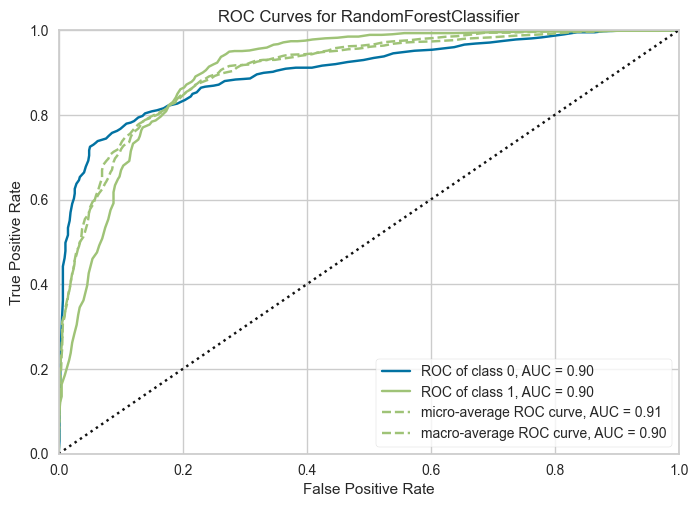 ROC Curves for RandomForestClassifier
True Positive Rate
1.0
0.8
0.6
0.4
0.2
0.0
ROC of class 0, AUC = 0.90
ROC of class 1, AUC = 0.90
micro-average ROC curve, AUC = 0.91
macro-average ROC curve, AUC = 0.90
0.0 0.2 0.4 0.6 0.8 1.0
False Positive Rate